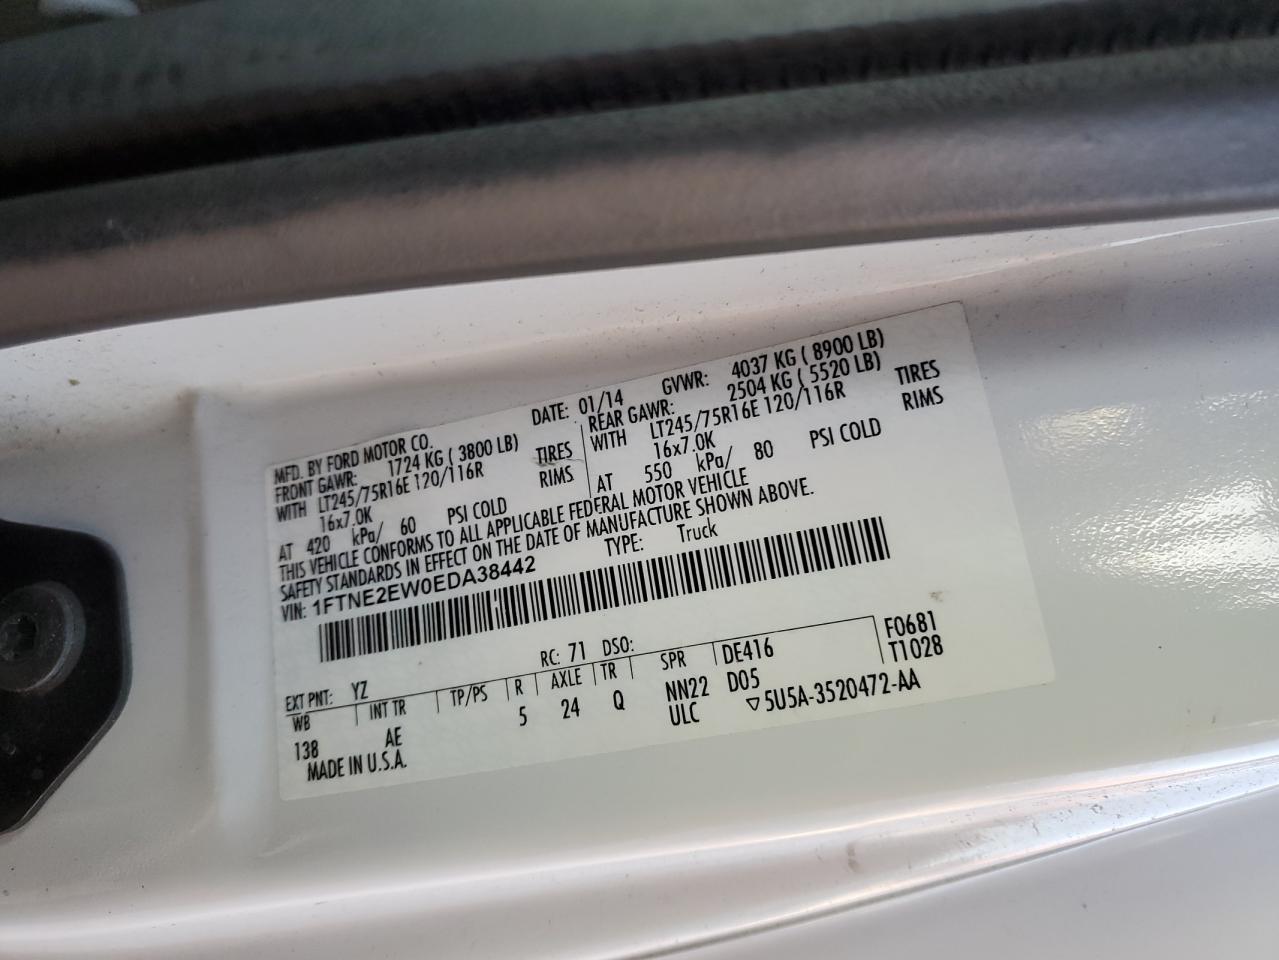 MFD. BY FORD MOTOR CO.
DATE: 01/14
GVWR: 4037 KG ( 8900 LB)
FRONT GAWR: 1724 KG ( 3800 LB)
WITH LT245/75R16E 120/116R TIRES
16x7.0K RIMS
AT 420 kPa/ 60 PSI COLD
REAR GAWR: 2504 KG ( 5520 LB)
WITH LT245/75R16E 120/116R TIRES
16x7.0K RIMS
AT 550 kPa/ 80 PSI COLD
THIS VEHICLE CONFORMS TO ALL APPLICABLE FEDERAL MOTOR VEHICLE
SAFETY STANDARDS IN EFFECT ON THE DATE OF MANUFACTURE SHOWN ABOVE.
VIN: 1FTNE2EW0EDA38442
TYPE: Truck
F0681
T1028
EXT PNT: YZ RC: 71 DSO:
WB INT TR TP/PS R AXLE TR SPR DE416
138 AE 5 24 Q NN22 D05
MADE IN U.S.A. ULC ▽5U5A-3520472-AA